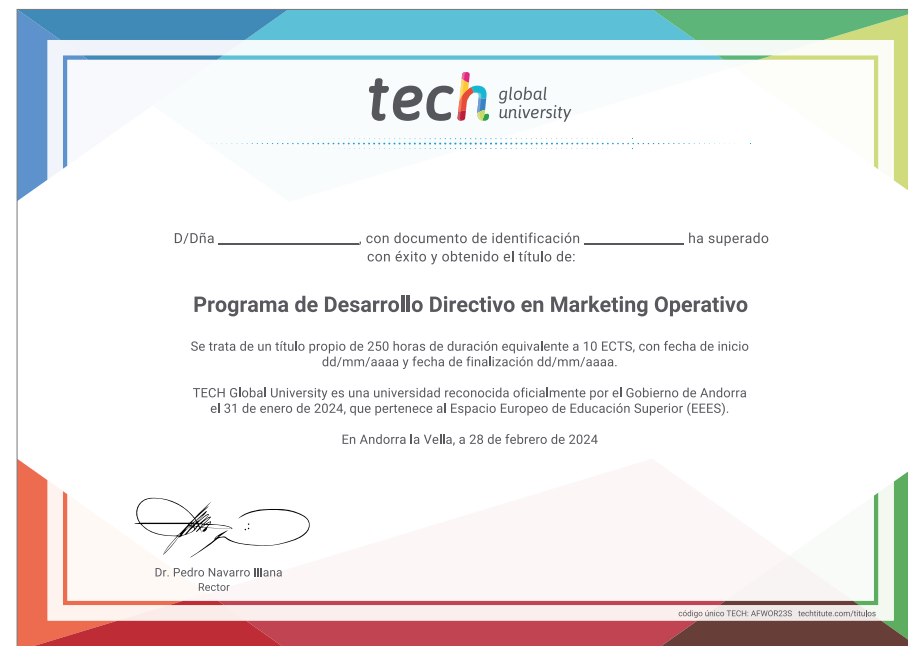 tech global university
D/Dña ____________________, con documento de identificación ______________ ha superado
con éxito y obtenido el título de:
Programa de Desarrollo Directivo en Marketing Operativo
Se trata de un título propio de 250 horas de duración equivalente a 10 ECTS, con fecha de inicio
dd/mm/aaaa y fecha de finalización dd/mm/aaaa.
TECH Global University es una universidad reconocida oficialmente por el Gobierno de Andorra
el 31 de enero de 2024, que pertenece al Espacio Europeo de Educación Superior (EEES).
En Andorra la Vella, a 28 de febrero de 2024
Dr. Pedro Navarro Illana
Rector
código único TECH: AFWOR23S techtitute.com/titulos